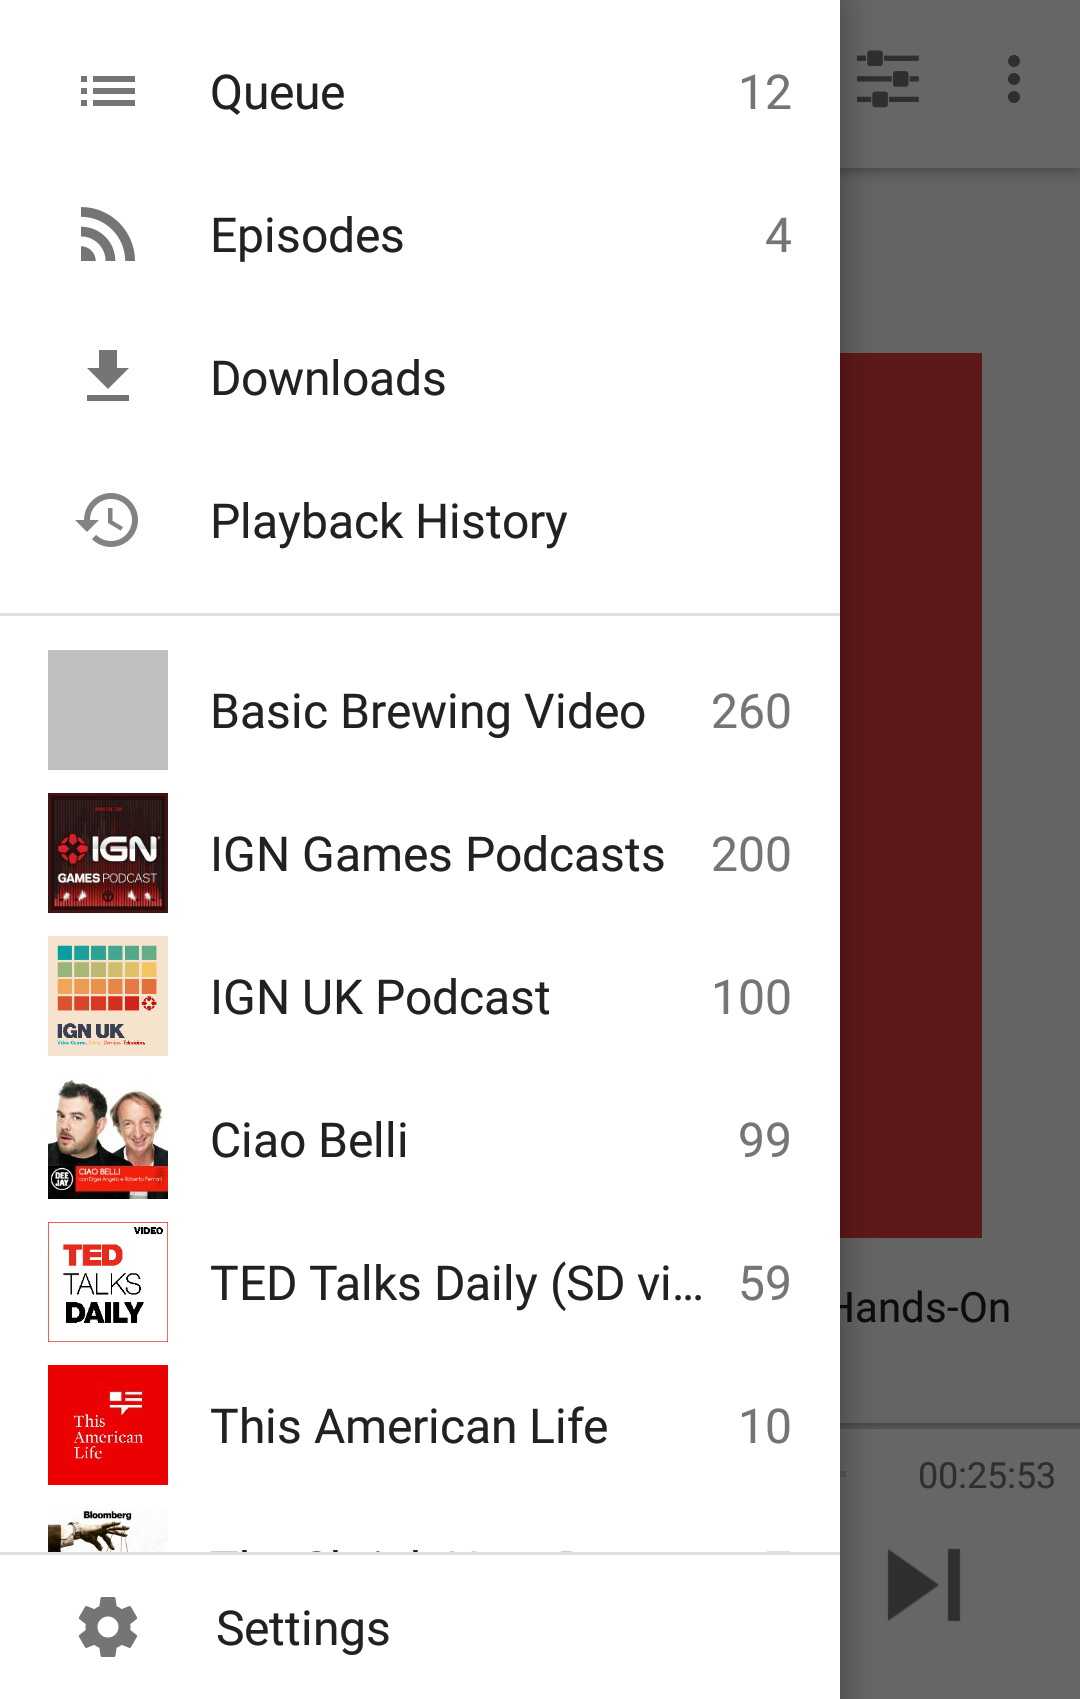 Queue 12
Episodes 4
Downloads
Playback History
Basic Brewing Video 260
IGN
GAMES PODCAST
IGN Games Podcasts 200
IGN UK
IGN UK Podcast 100
DEE JAY
CIAO BELLI
Ciao Belli 99
VIDEO
TED
TALKS
DAILY
TED Talks Daily (SD vi... 59
This
American
Life
This American Life 10
Hands-On
00:25:53
Bloomberg
Settings